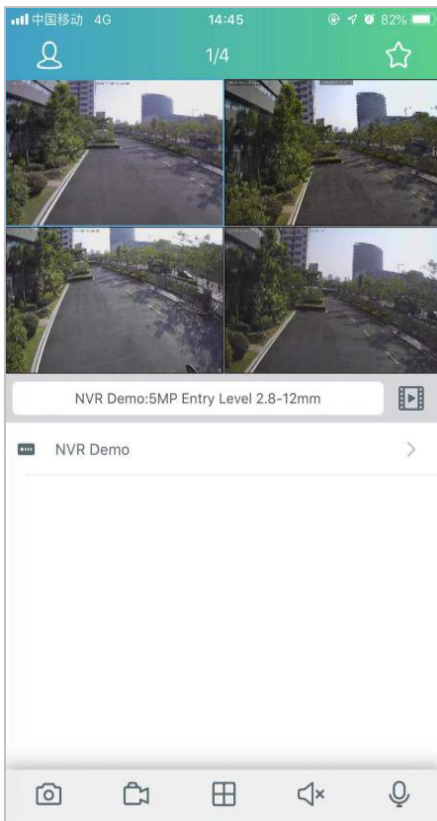 中国移动 4G 14:45 82%
1/4
NVR Demo:5MP Entry Level 2.8-12mm
NVR Demo